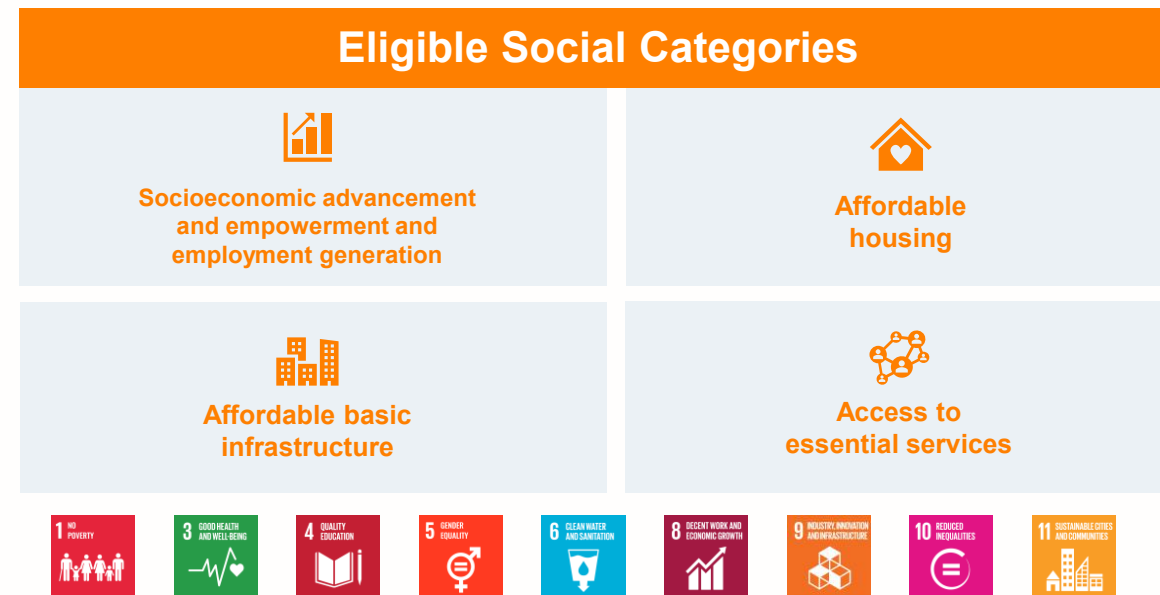 Eligible Social Categories
Socioeconomic advancement
and empowerment and
employment generation
Affordable
housing
Affordable basic
infrastructure
Access to
essential services
1 NO
POVERTY
3 GOOD HEALTH
AND WELL-BEING
4 QUALITY
EDUCATION
5 GENDER
EQUALITY
6 CLEAN WATER
AND SANITATION
8 DECENT WORK AND
ECONOMIC GROWTH
9 INDUSTRY, INNOVATION
AND INFRASTRUCTURE
10 REDUCED
INEQUALITIES
11 SUSTAINABLE CITIES
AND COMMUNITIES